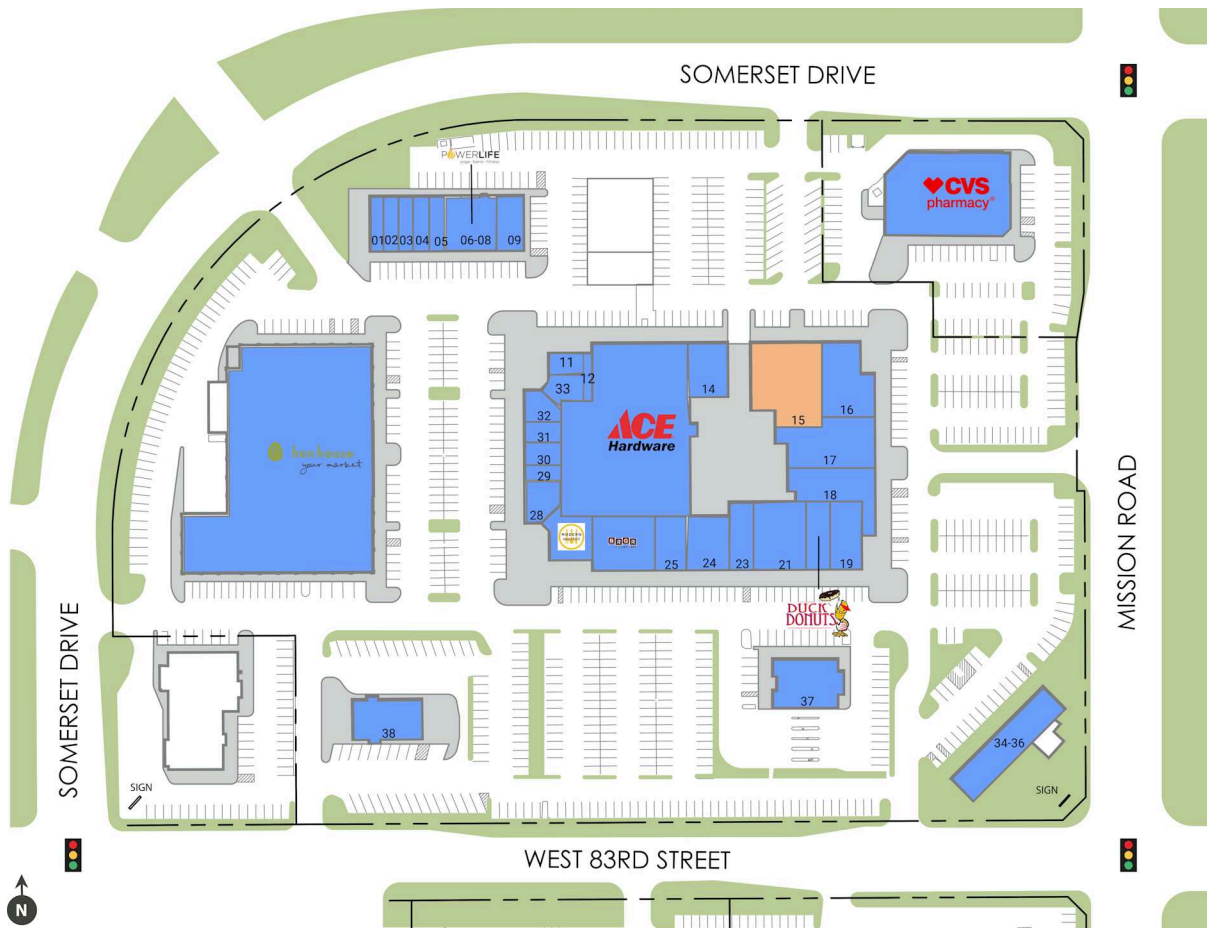 SOMERSET DRIVE
POWERLIFE
CVS
pharmacy
01
02
03
04
05
06-08
09
11
12
33
14
15
16
32
31
30
29
28
ACE
Hardware
hen house
your market
17
18
25
24
23
21
19
DUCK
DONUTS
MISSION ROAD
SOMERSET DRIVE
37
38
34-36
SIGN
SIGN
WEST 83RD STREET
N